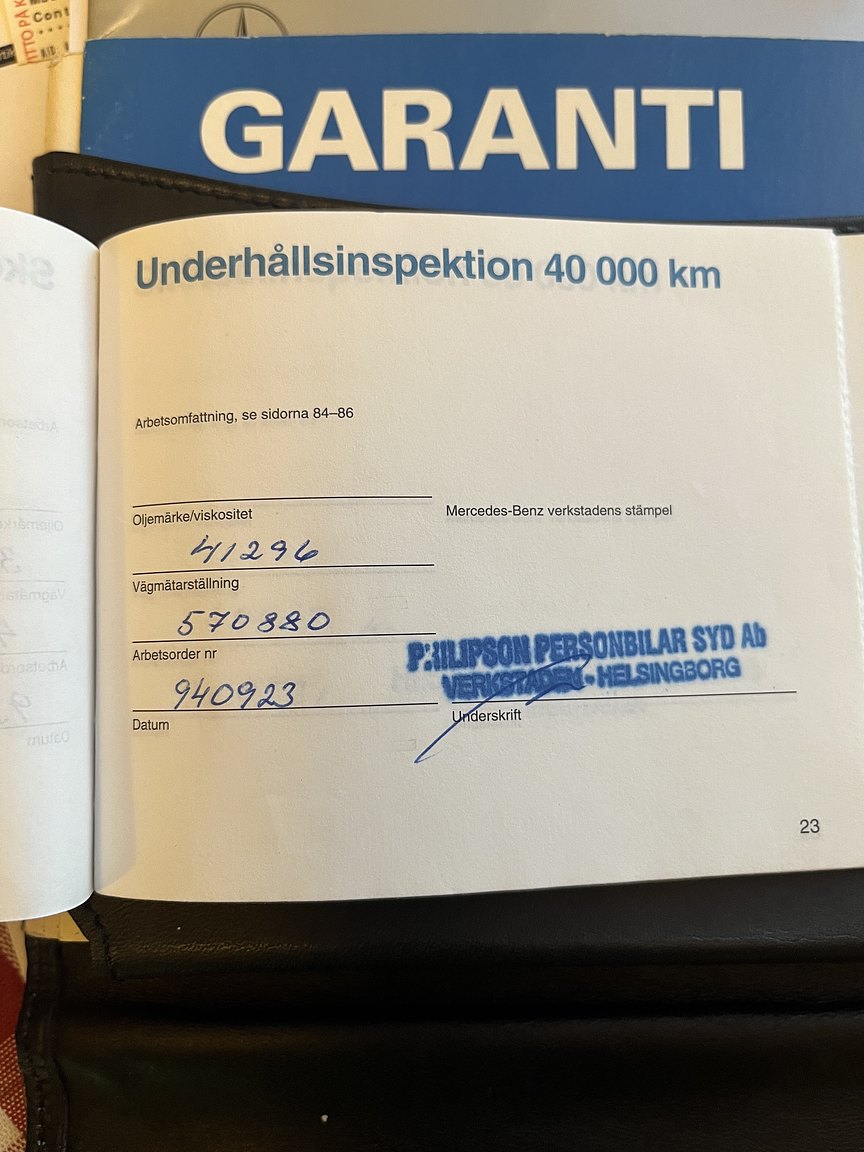 GARANTI
Underhållsinspektion 40 000 km
Arbetsomfattning, se sidorna 84–86
Oljemärke/viskositet
Mercedes-Benz verkstadens stämpel
41296
Vägmätarställning
570880
Arbetsorder nr
PHILIPSON PERSONBILAR SYD Ab
VERKSTADEN - HELSINGBORG
940923
Datum
Underskrift
23